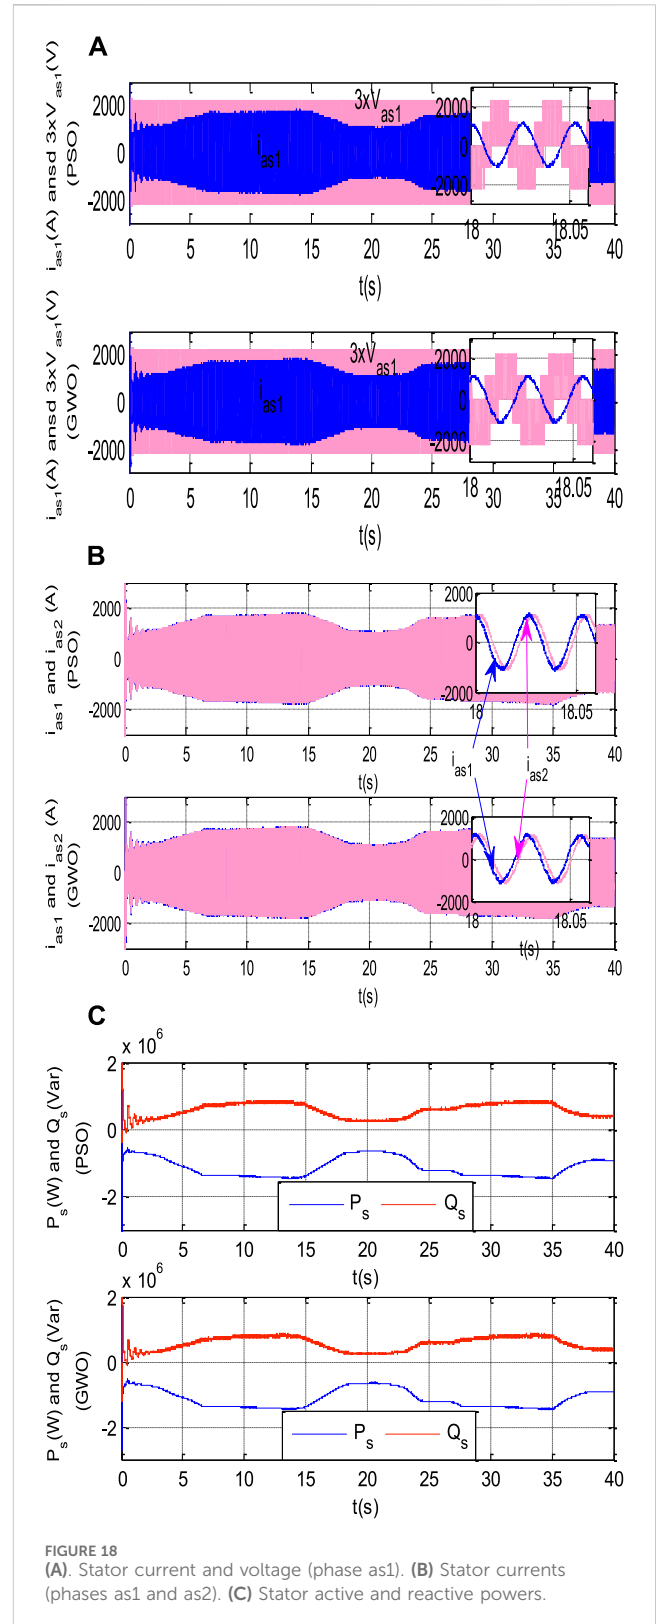 A
i_as1(A) ansd 3xV_as1(V)
(PSO)
2000
0
-2000
3xV_as1
i_as1
2000
0
-2000
18
18.05
0 5 10 15 20 25 30 35 40
t(s)
i_as1(A) ansd 3xV_as1(V)
(GWO)
2000
0
-2000
3xV_as1
i_as1
2000
0
-2000
18
18.05
0 5 10 15 20 25 30 35 40
t(s)
B
i_as1 and i_as2 (A)
(PSO)
2000
0
-2000
2000
0
-2000
18
18.05
0 5 10 15 20 25 30 35 40
t(s)
i_as1
i_as2
i_as1 and i_as2 (A)
(GWO)
2000
0
-2000
2000
0
-2000
18
18.05
t(s)
0 5 10 15 20 25 30 35 40
t(s)
C
x 10^6
P_s(W) and Q_s(Var)
(PSO)
2
0
-2
P_s Q_s
0 5 10 15 20 25 30 35 40
t(s)
x 10^6
P_s(W) and Q_s(Var)
(GWO)
2
0
-2
P_s Q_s
0 5 10 15 20 25 30 35 40
t(s)
FIGURE 18
(A). Stator current and voltage (phase as1). (B) Stator currents
(phases as1 and as2). (C) Stator active and reactive powers.